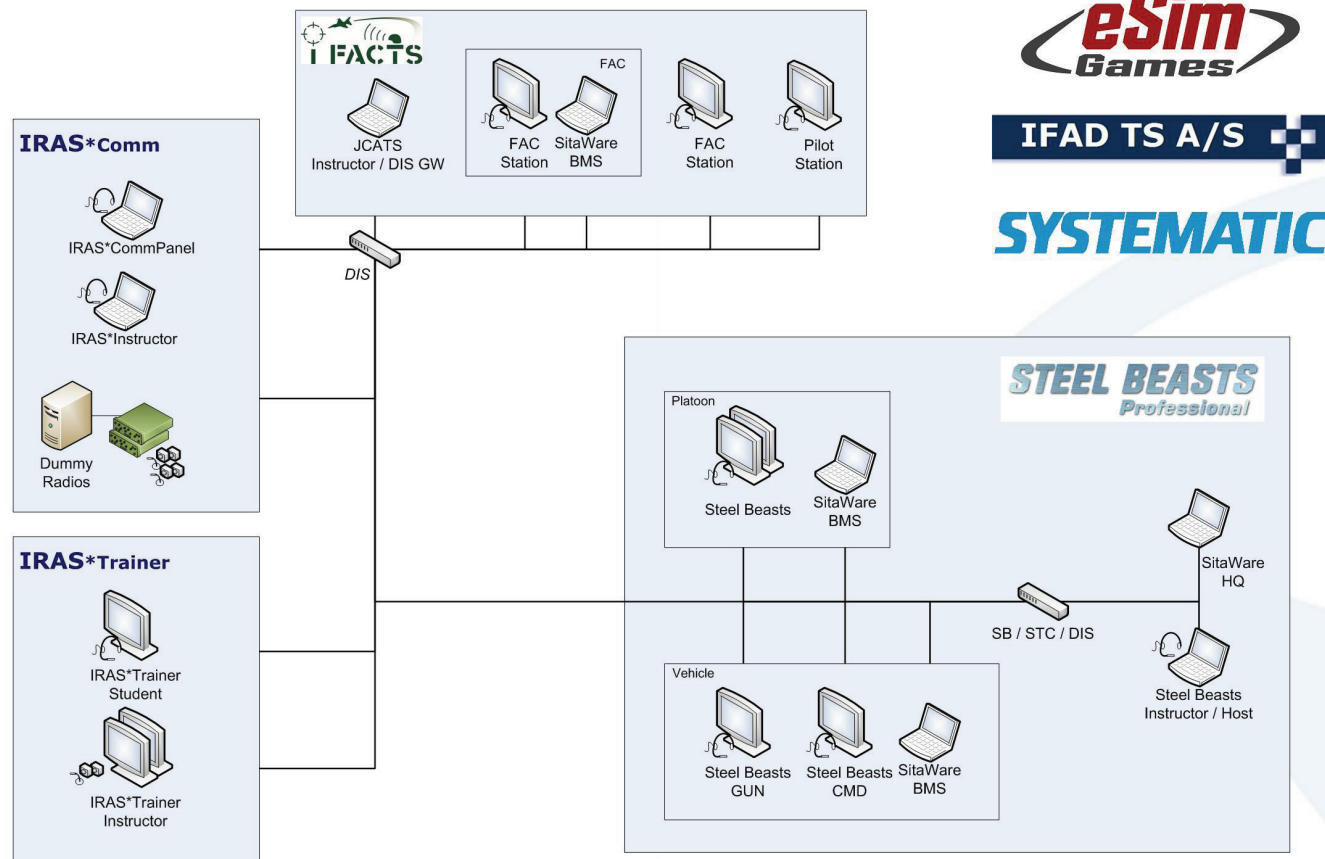 I FACTS
JCATS
Instructor / DIS GW
FAC
FAC
Station
SitaWare
BMS
FAC
Station
Pilot
Station
eSim
Games
IFAD TS A/S
SYSTEMATIC
IRAS*Comm
IRAS*CommPanel
IRAS*Instructor
Dummy
Radios
DIS
IRAS*Trainer
IRAS*Trainer
Student
IRAS*Trainer
Instructor
STEEL BEASTS
Professional
Platoon
Steel Beasts
SitaWare
BMS
SB / STC / DIS
SitaWare
HQ
Steel Beasts
Instructor / Host
Vehicle
Steel Beasts
GUN
Steel Beasts
CMD
SitaWare
BMS